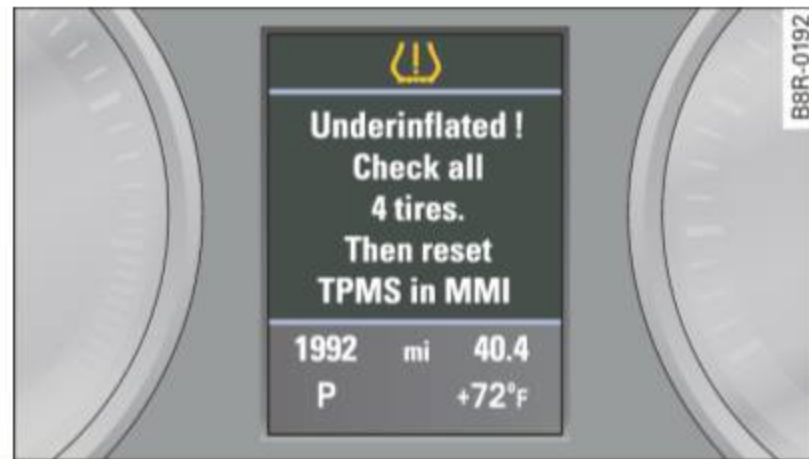 Underinflated !
Check all
4 tires.
Then reset
TPMS in MMI
1992 mi 40.4
P +72°F
B8R-0192